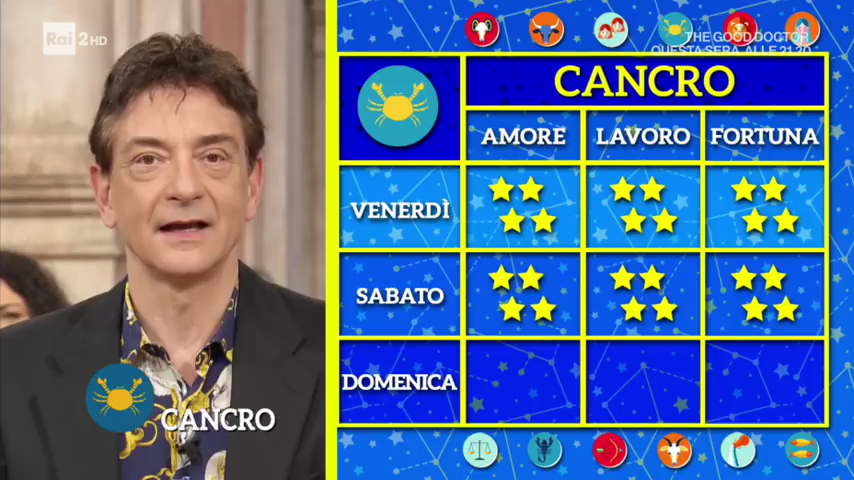 Rai 2 HD
THE GOOD DOCTOR
QUESTA SERA ALLE 21.20
CANCRO
AMORE LAVORO FORTUNA
VENERDÌ
SABATO
DOMENICA
CANCRO